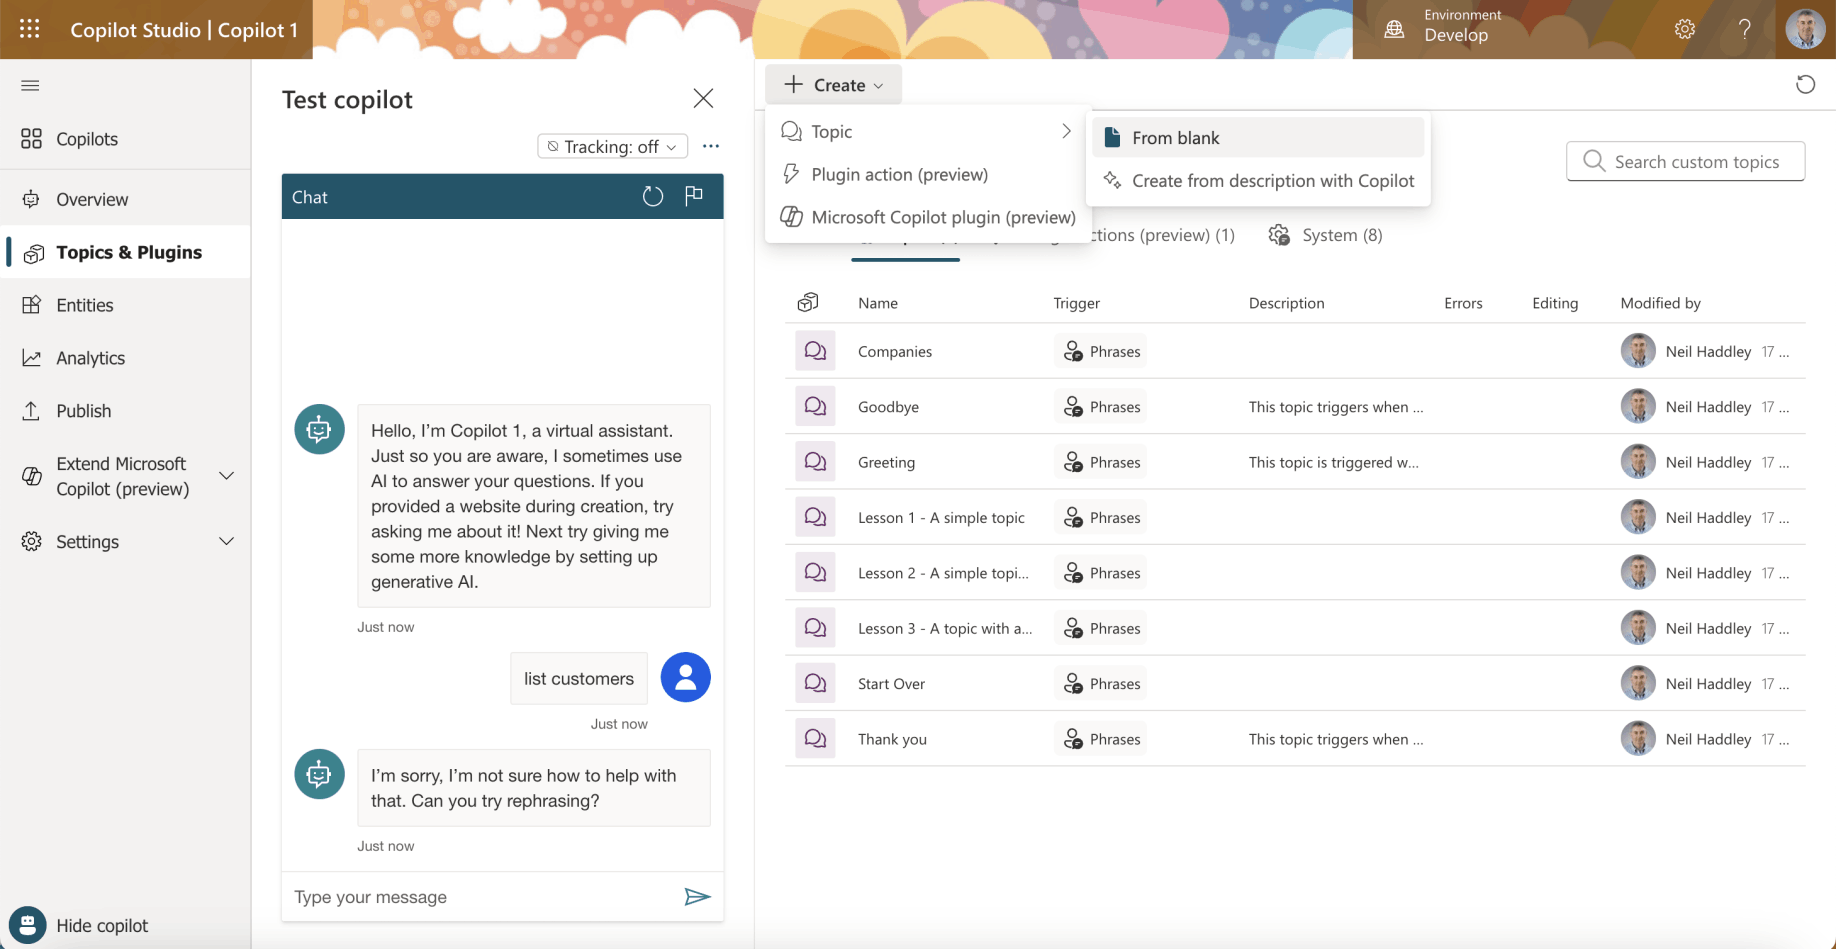 Copilot Studio | Copilot 1
Environment
Develop
Copilots
Overview
Topics & Plugins
Entities
Analytics
Publish
Extend Microsoft
Copilot (preview)
Settings
Hide copilot
Test copilot
Tracking: off
Chat
Hello, I’m Copilot 1, a virtual assistant.
Just so you are aware, I sometimes use
AI to answer your questions. If you
provided a website during creation, try
asking me about it! Next try giving me
some more knowledge by setting up
generative AI.
Just now
list customers
Just now
I’m sorry, I’m not sure how to help with
that. Can you try rephrasing?
Just now
Type your message
Create
Topic
Plugin action (preview)
Microsoft Copilot plugin (preview)
From blank
Create from description with Copilot
Search custom topics
(preview) (1)
System (8)
Name Trigger Description Errors Editing Modified by
Companies Phrases Neil Haddley 17 ...
Goodbye Phrases This topic triggers when ... Neil Haddley 17 ...
Greeting Phrases This topic is triggered w... Neil Haddley 17 ...
Lesson 1 - A simple topic Phrases Neil Haddley 17 ...
Lesson 2 - A simple topi... Phrases Neil Haddley 17 ...
Lesson 3 - A topic with a... Phrases Neil Haddley 17 ...
Start Over Phrases Neil Haddley 17 ...
Thank you Phrases This topic triggers when ... Neil Haddley 17 ...